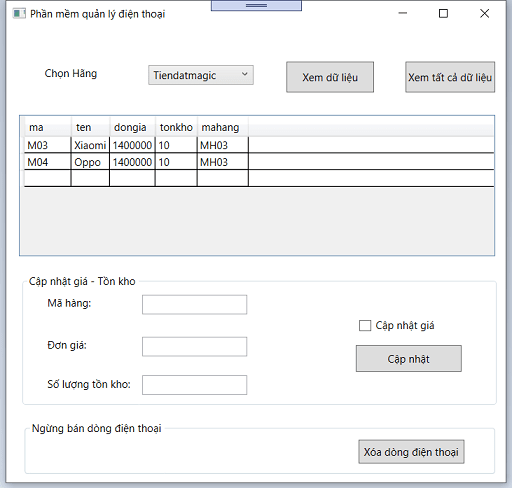 Phần mềm quản lý điện thoại
Chọn Hãng Tiendatmagic Xem dữ liệu Xem tất cả dữ liệu
ma ten dongia tonkho mahang
M03 Xiaomi 1400000 10 MH03
M04 Oppo 1400000 10 MH03
Cập nhật giá - Tồn kho
Mã hàng:
Cập nhật giá
Đơn giá:
Cập nhật
Số lượng tồn kho:
Ngừng bán dòng điện thoại
Xóa dòng điện thoại